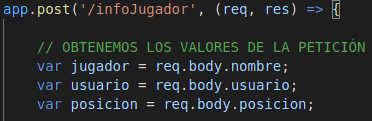 app.post('/infoJugador', (req, res) => {
// OBTENEMOS LOS VALORES DE LA PETICIÓN
var jugador = req.body.nombre;
var usuario = req.body.usuario;
var posicion = req.body.posicion;